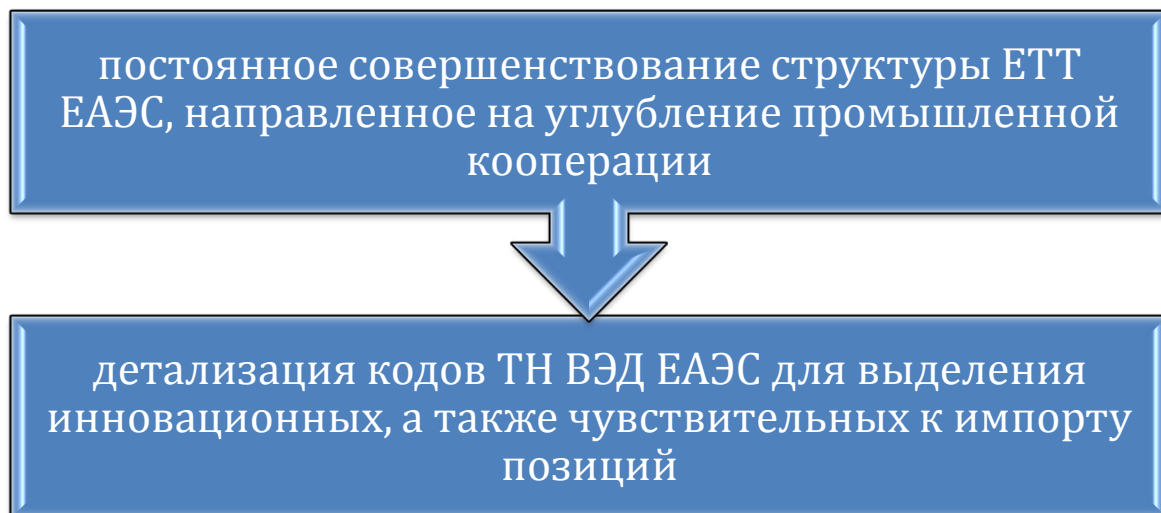 постоянное совершенствование структуры ЕТТ
ЕАЭС, направленное на углубление промышленной
кооперации
детализация кодов ТН ВЭД ЕАЭС для выделения
инновационных, а также чувствительных к импорту
позиций